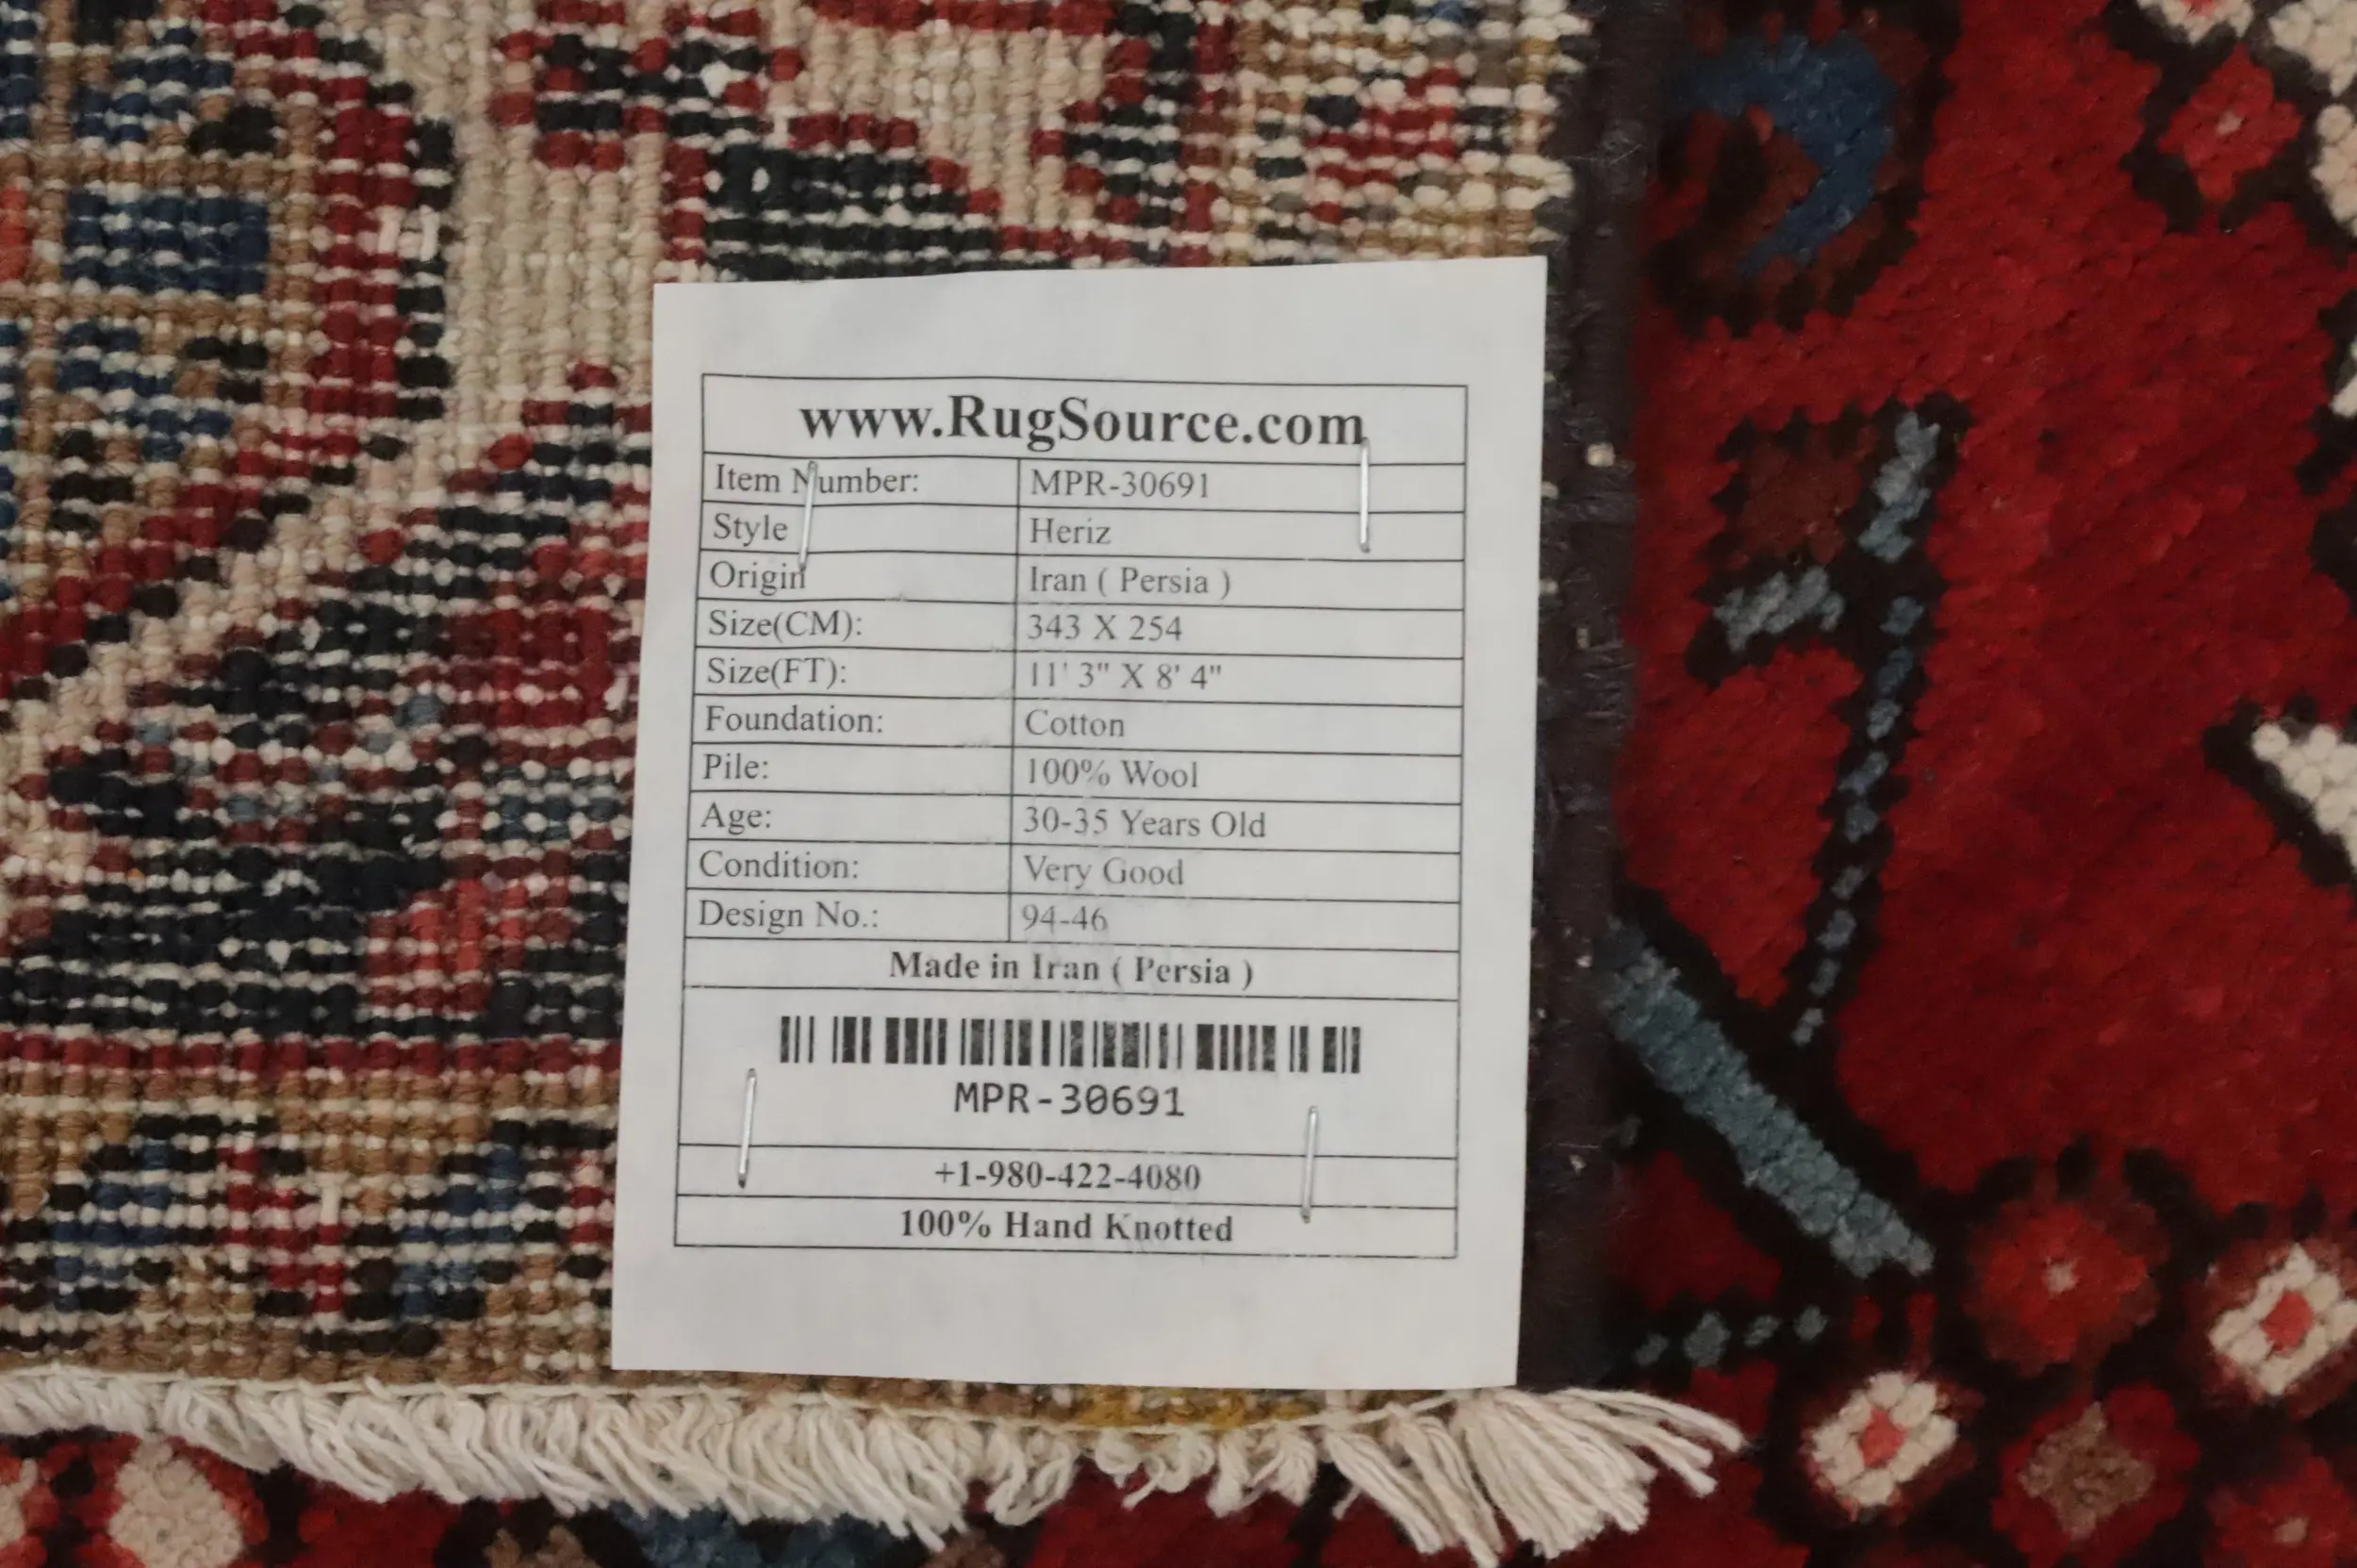 www.RugSource.com
Item Number: MPR-30691
Style Heriz
Origin Iran ( Persia )
Size(CM): 343 X 254
Size(FT): 11' 3" X 8' 4"
Foundation: Cotton
Pile: 100% Wool
Age: 30-35 Years Old
Condition: Very Good
Design No.: 94-46
Made in Iran ( Persia )
MPR-30691
+1-980-422-4080
100% Hand Knotted